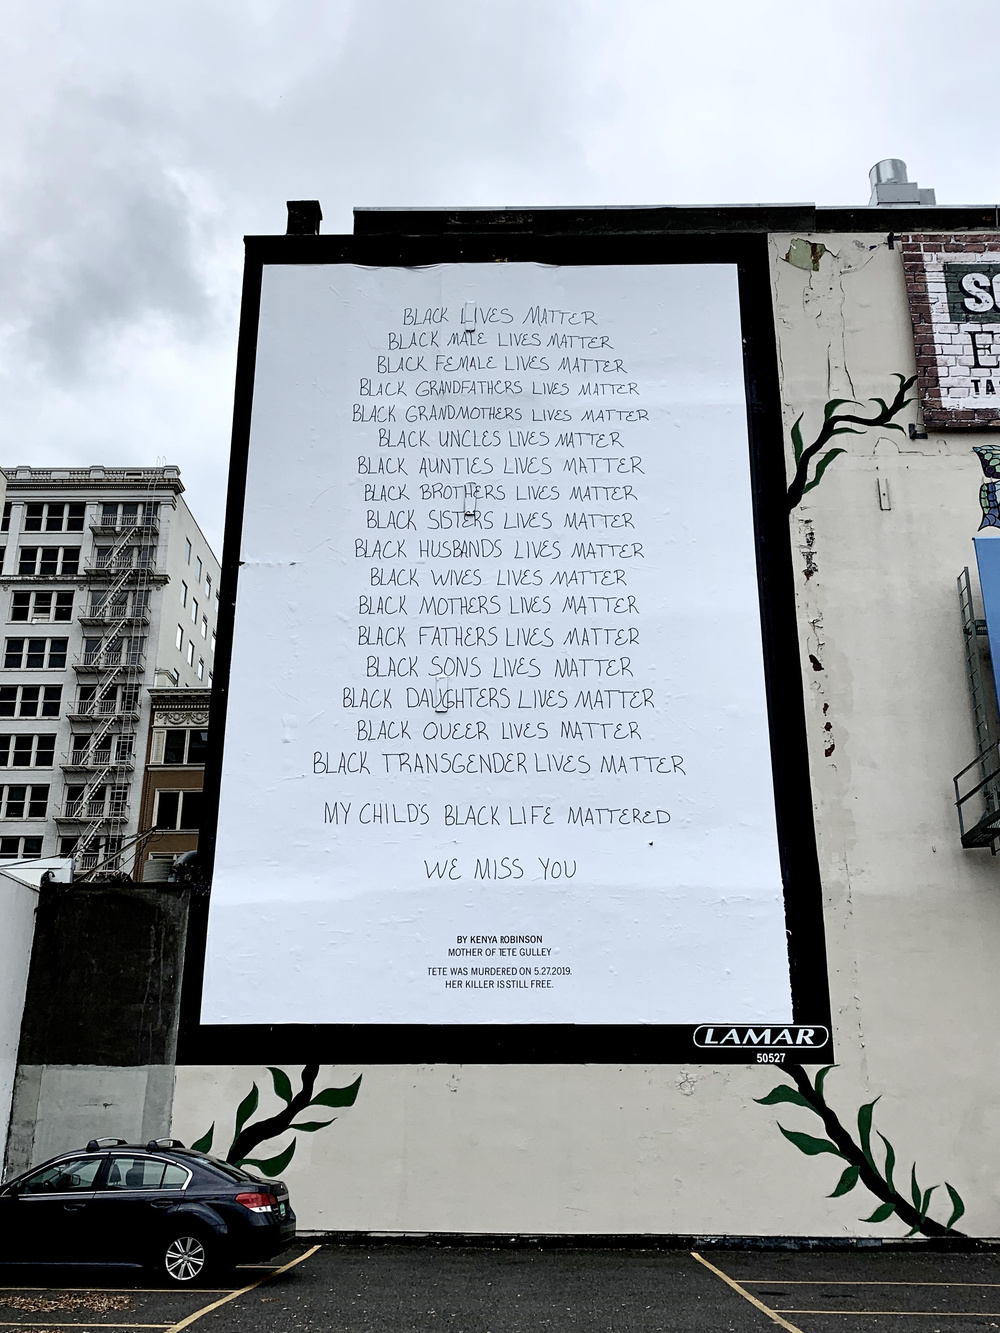 BLACK LIVES MATTER
BLACK MALE LIVES MATTER
BLACK FEMALE LIVES MATTER
BLACK GRANDFATHERS LIVES MATTER
BLACK GRANDMOTHERS LIVES MATTER
BLACK UNCLES LIVES MATTER
BLACK AUNTIES LIVES MATTER
BLACK BROTHERS LIVES MATTER
BLACK SISTERS LIVES MATTER
BLACK HUSBANDS LIVES MATTER
BLACK WIVES LIVES MATTER
BLACK MOTHERS LIVES MATTER
BLACK FATHERS LIVES MATTER
BLACK SONS LIVES MATTER
BLACK DAUGHTERS LIVES MATTER
BLACK QUEER LIVES MATTER
BLACK TRANSGENDER LIVES MATTER
MY CHILD'S BLACK LIFE MATTERED
WE MISS YOU
BY KENYA ROBINSON
MOTHER OF TETE GULLEY
TETE WAS MURDERED ON 5.27.2019.
HER KILLER IS STILL FREE.
LAMAR
50527